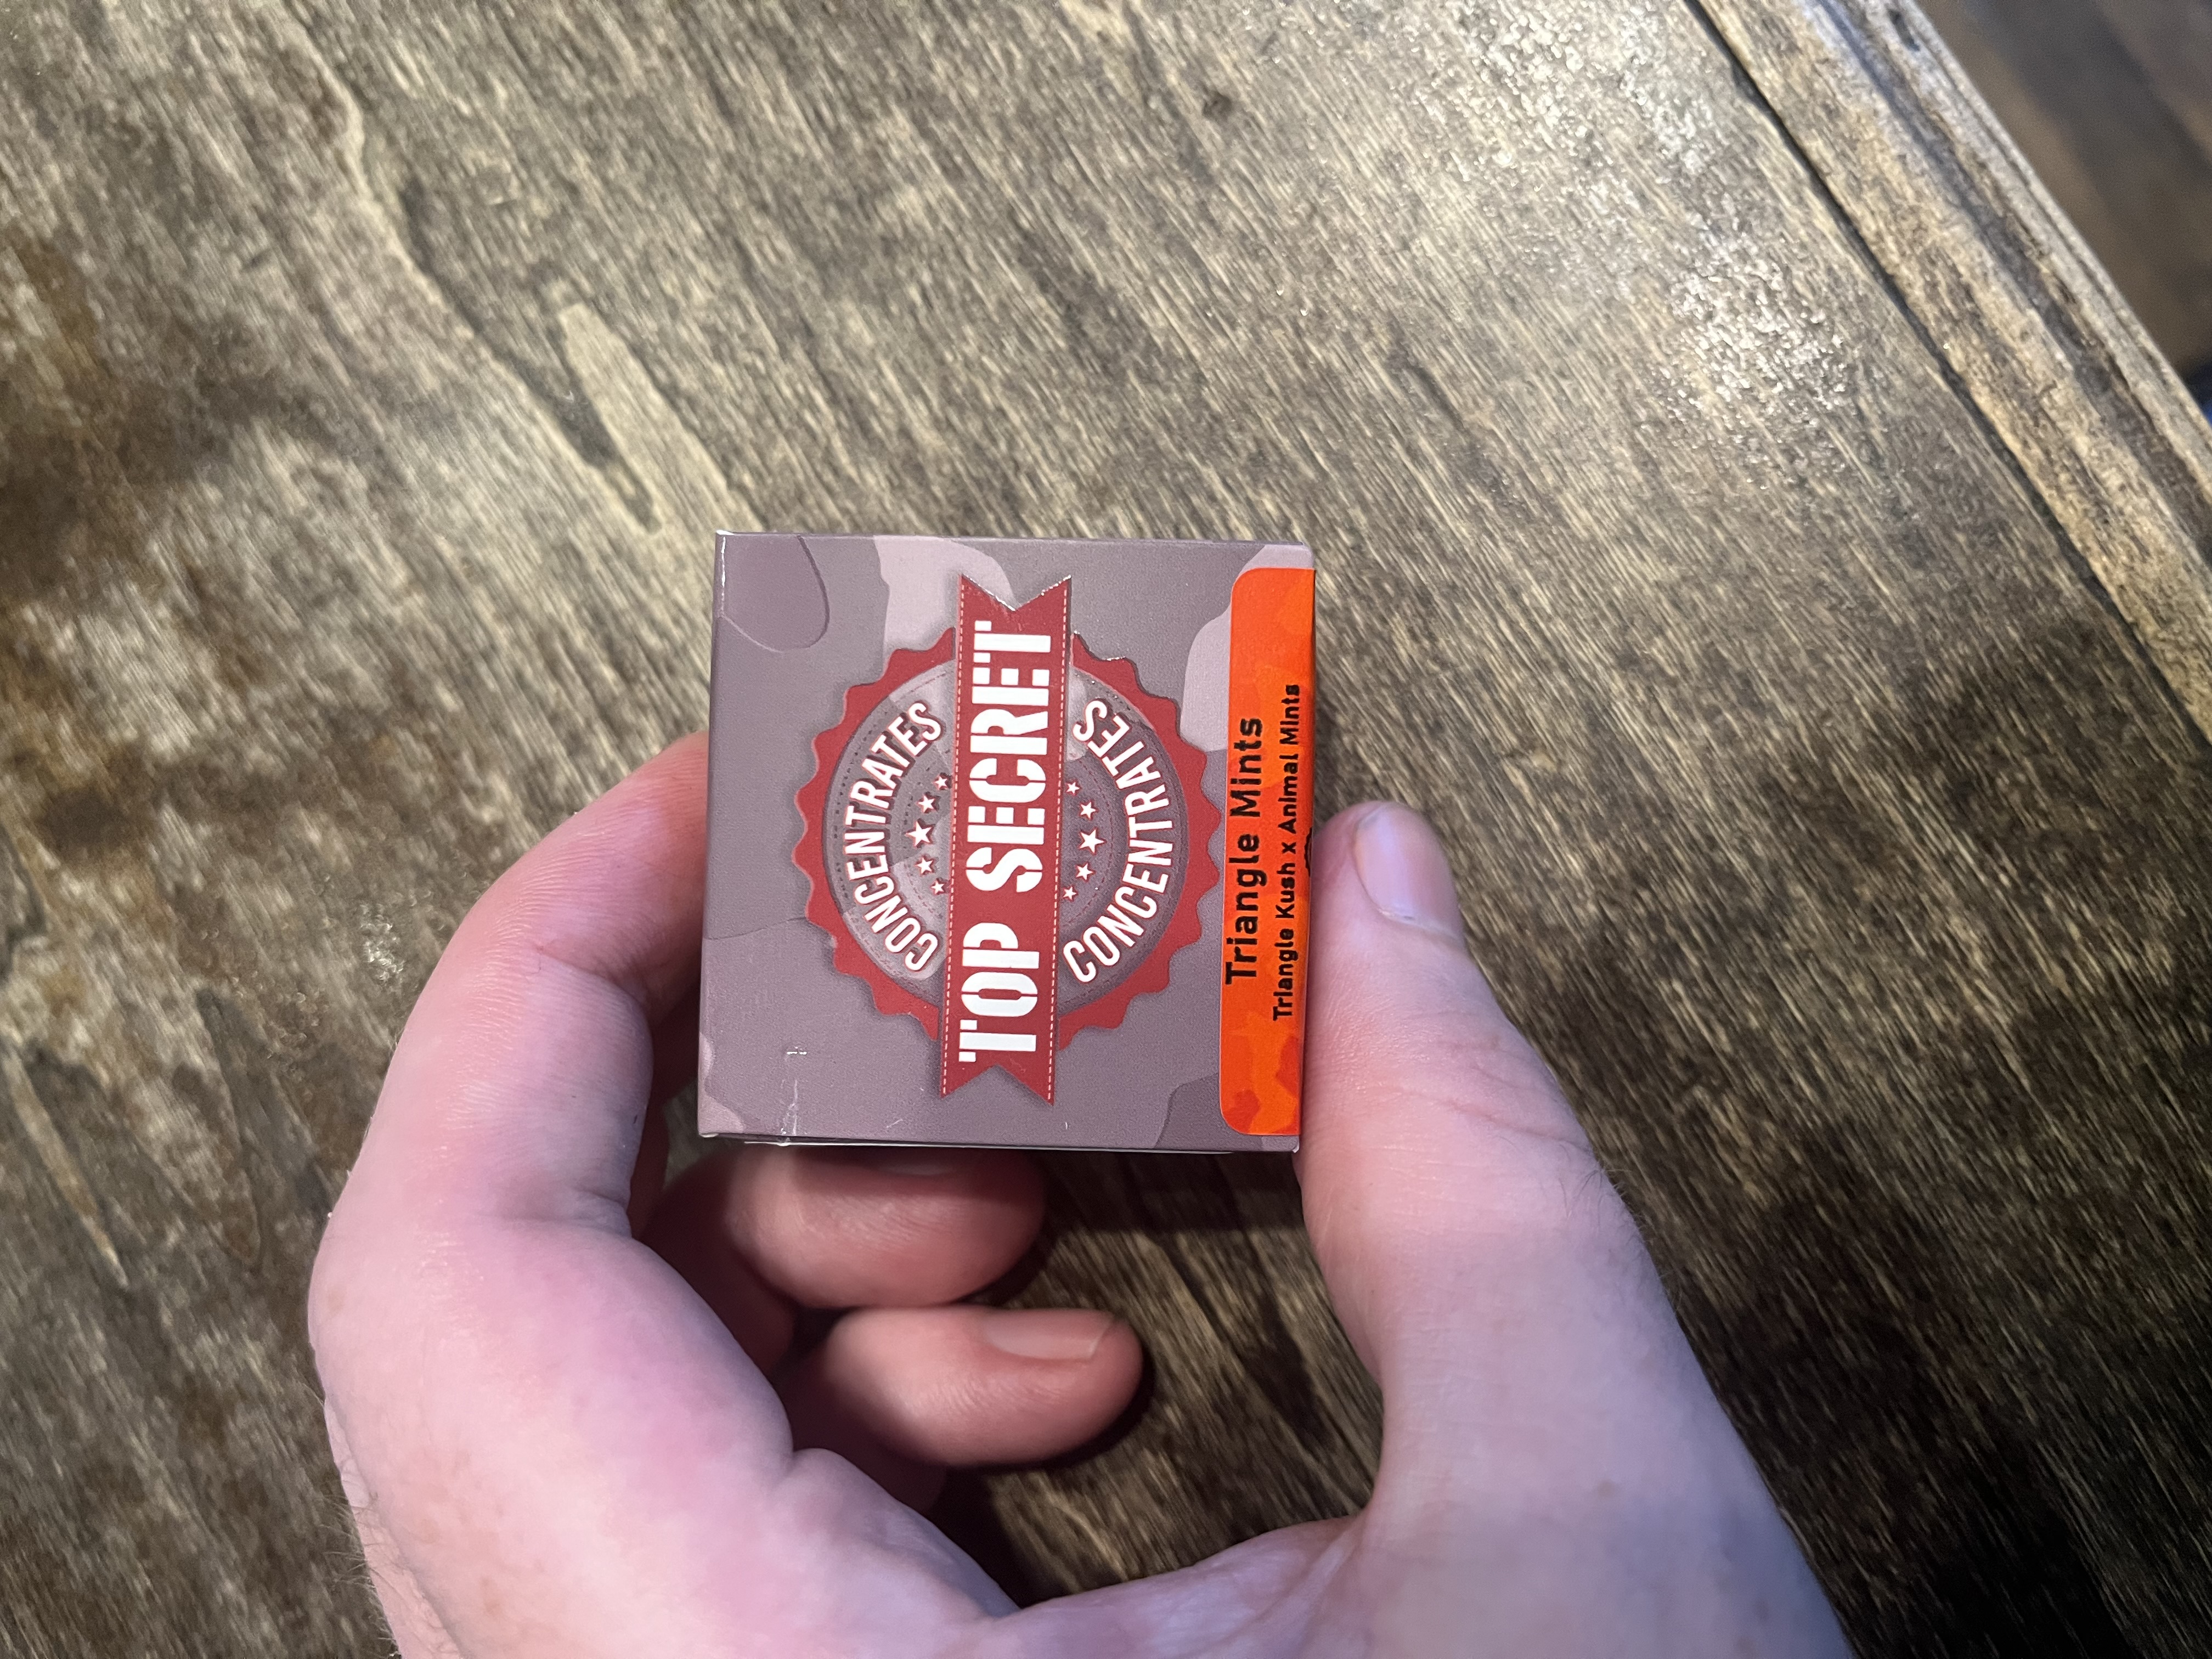 CONCENTRATES
TOP SECRET
CONCENTRATES
Triangle Mints
Triangle Kush x Animal Mints